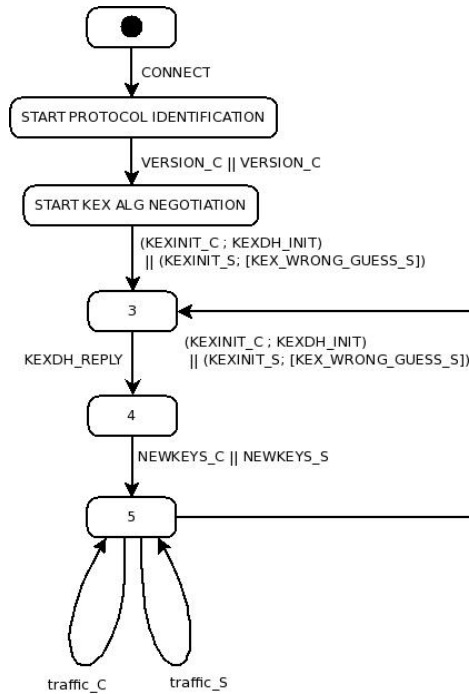 CONNECT
START PROTOCOL IDENTIFICATION
VERSION_C || VERSION_C
START KEX ALG NEGOTIATION
(KEXINIT_C ; KEXDH_INIT)
|| (KEXINIT_S; [KEX_WRONG_GUESS_S])
3
(KEXINIT_C ; KEXDH_INIT)
|| (KEXINIT_S; [KEX_WRONG_GUESS_S])
KEXDH_REPLY
4
NEWKEYS_C || NEWKEYS_S
5
traffic_C
traffic_S